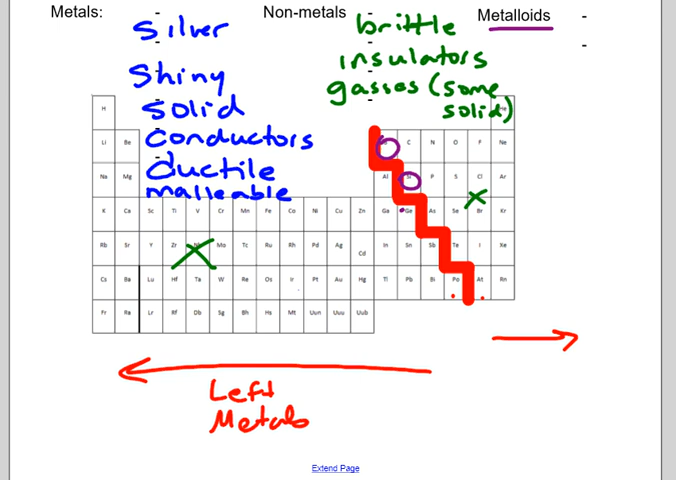 Metals: - Non-metals - Metalloids -
silver brittle -
insulators
Shiny gasses (some
solid solid)
conductors
ductile
malleable
H He
Li Be C N O F Ne
Na Mg Al Si P S Cl Ar
K Ca Sc Ti V Cr Mn Fe Co Ni Cu Zn Ga Ge As Se Br Kr
Rb Sr Y Zr Nb Mo Tc Ru Rh Pd Ag Cd In Sn Sb Te I Xe
Cs Ba Lu Hf Ta W Re Os Ir Pt Au Hg Tl Pb Bi Po At Rn
Fr Ra Lr Rf Db Sg Bh Hs Mt Uun Uuu Uub
Left
Metals
Extend Page